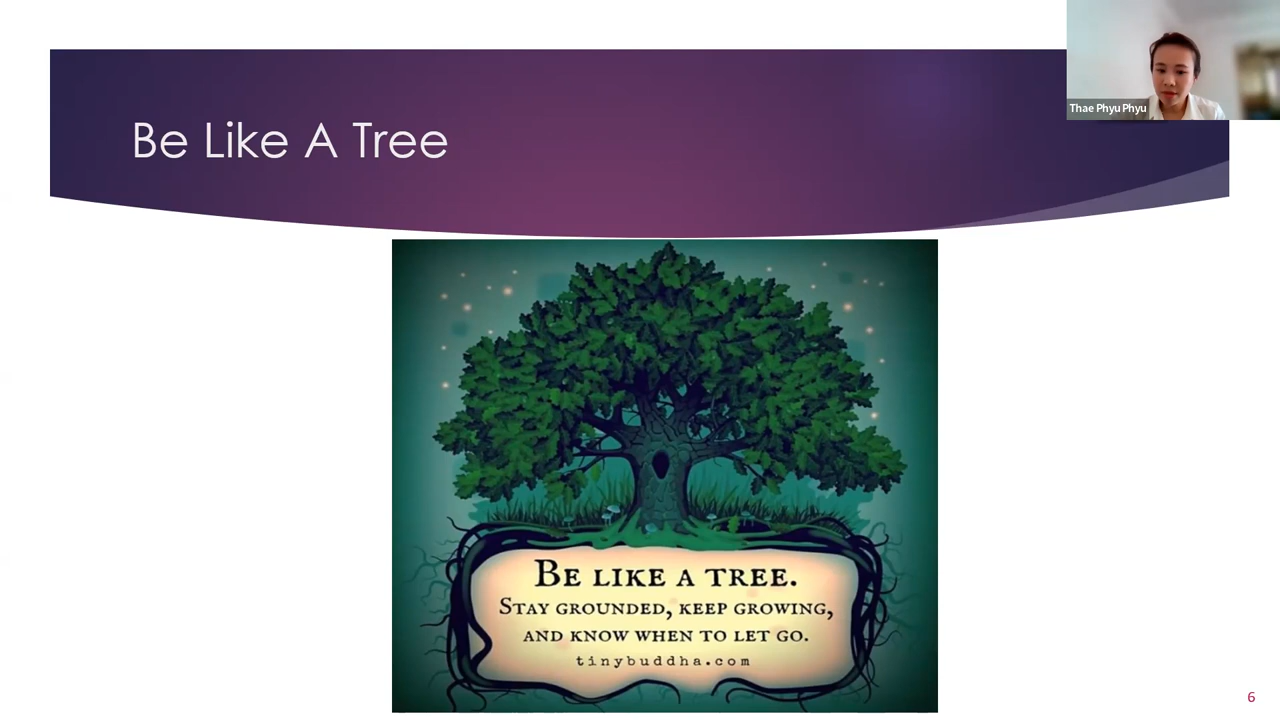 Thae Phyu Phyu
Be Like A Tree
Be like a tree.
Stay grounded, keep growing,
and know when to let go.
tinybuddha.com
6